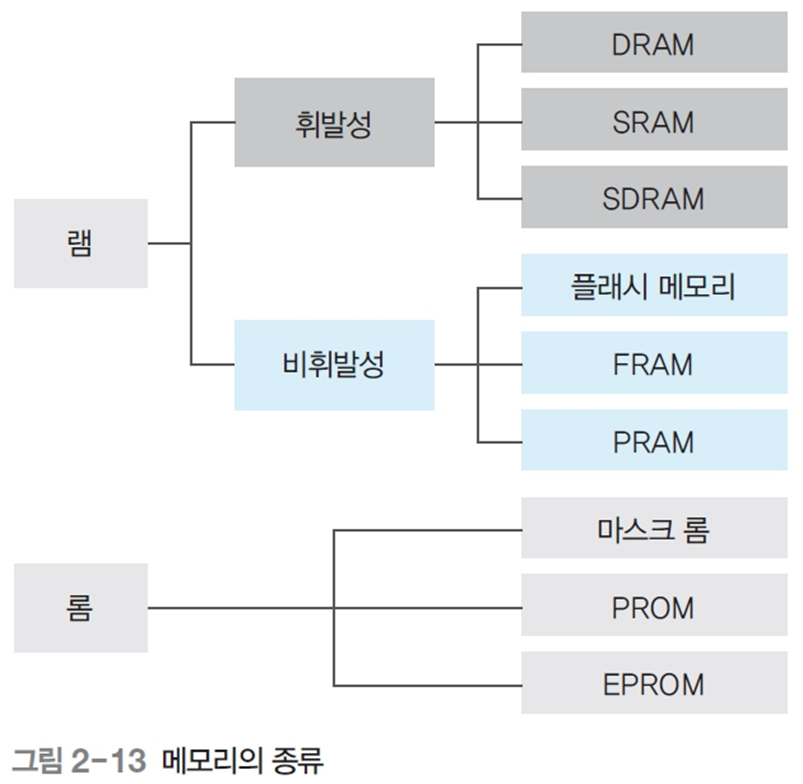 램
휘발성
DRAM
SRAM
SDRAM
비휘발성
플래시 메모리
FRAM
PRAM
롬
마스크 롬
PROM
EPROM
그림 2-13 메모리의 종류